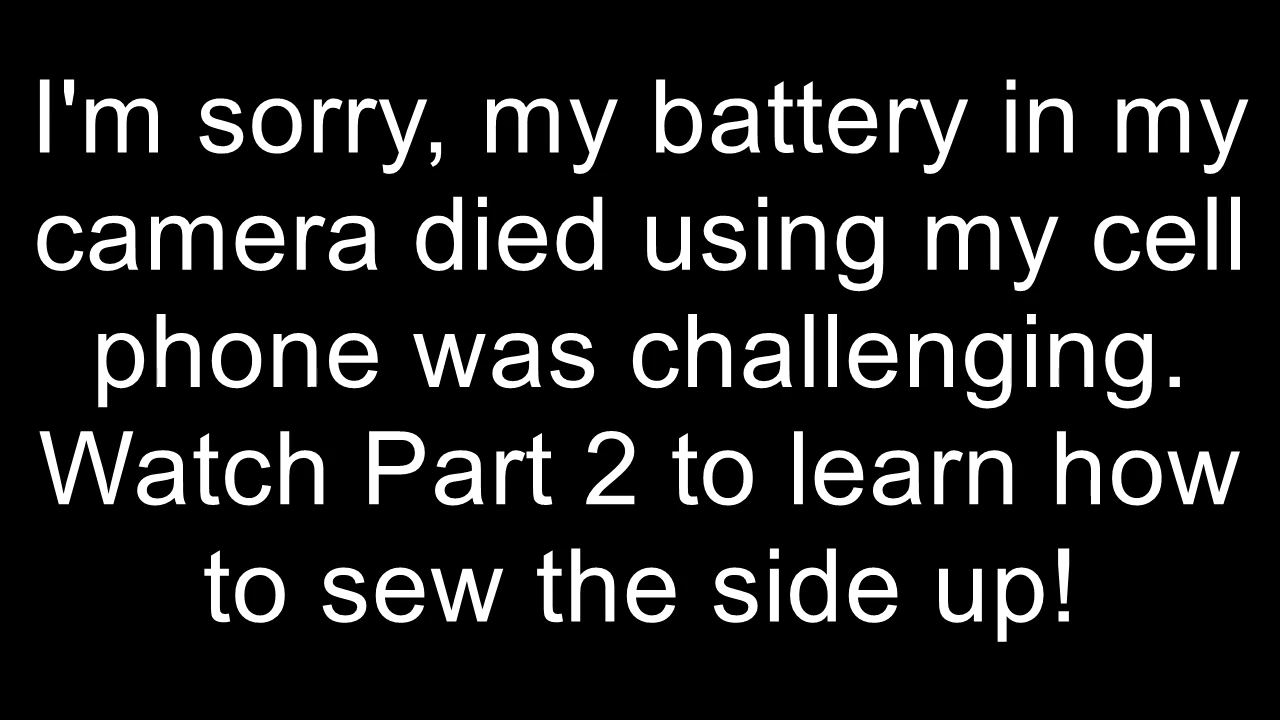 I'm sorry, my battery in my
camera died using my cell
phone was challenging.
Watch Part 2 to learn how
to sew the side up!